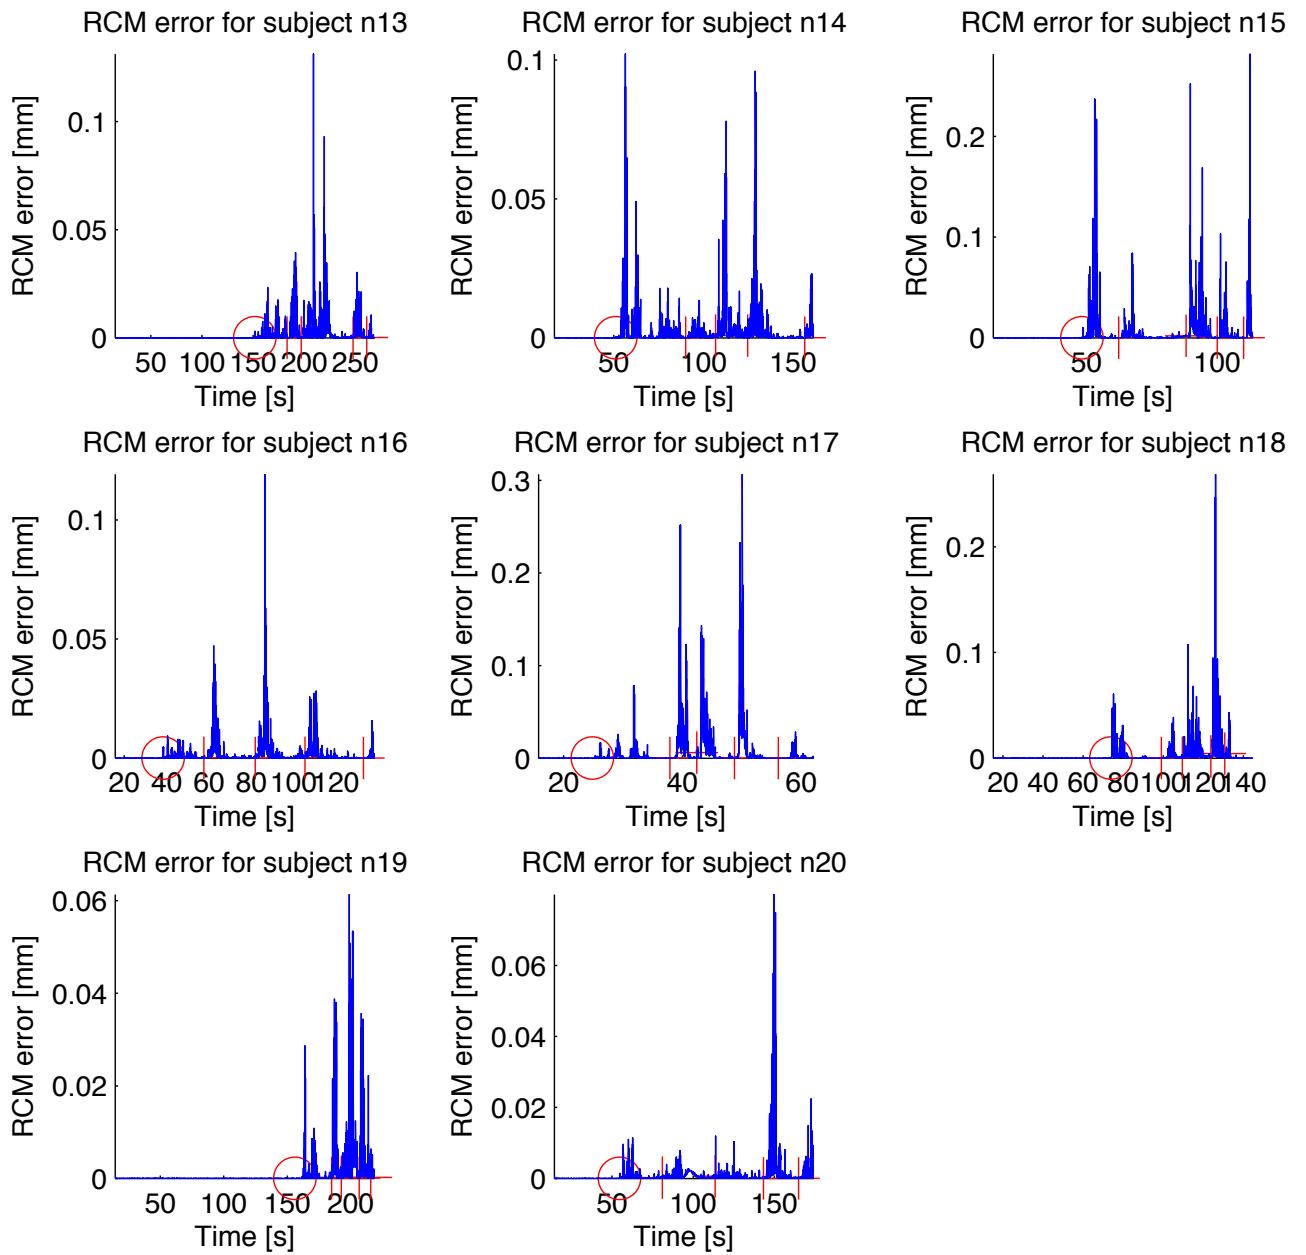 RCM error for subject n13
RCM error [mm]
0.1
0.05
0
50 100 150 200 250
Time [s]
RCM error for subject n14
RCM error [mm]
0.1
0.05
0
50 100 150
Time [s]
RCM error for subject n15
RCM error [mm]
0.2
0.1
0
50 100
Time [s]
RCM error for subject n16
RCM error [mm]
0.1
0.05
0
20 40 60 80 100 120
Time [s]
RCM error for subject n17
RCM error [mm]
0.3
0.2
0.1
0
20 40 60
Time [s]
RCM error for subject n18
RCM error [mm]
0.2
0.1
0
20 40 60 80 100 120 140
Time [s]
RCM error for subject n19
RCM error [mm]
0.06
0.04
0.02
0
50 100 150 200
Time [s]
RCM error for subject n20
RCM error [mm]
0.06
0.04
0.02
0
50 100 150
Time [s]